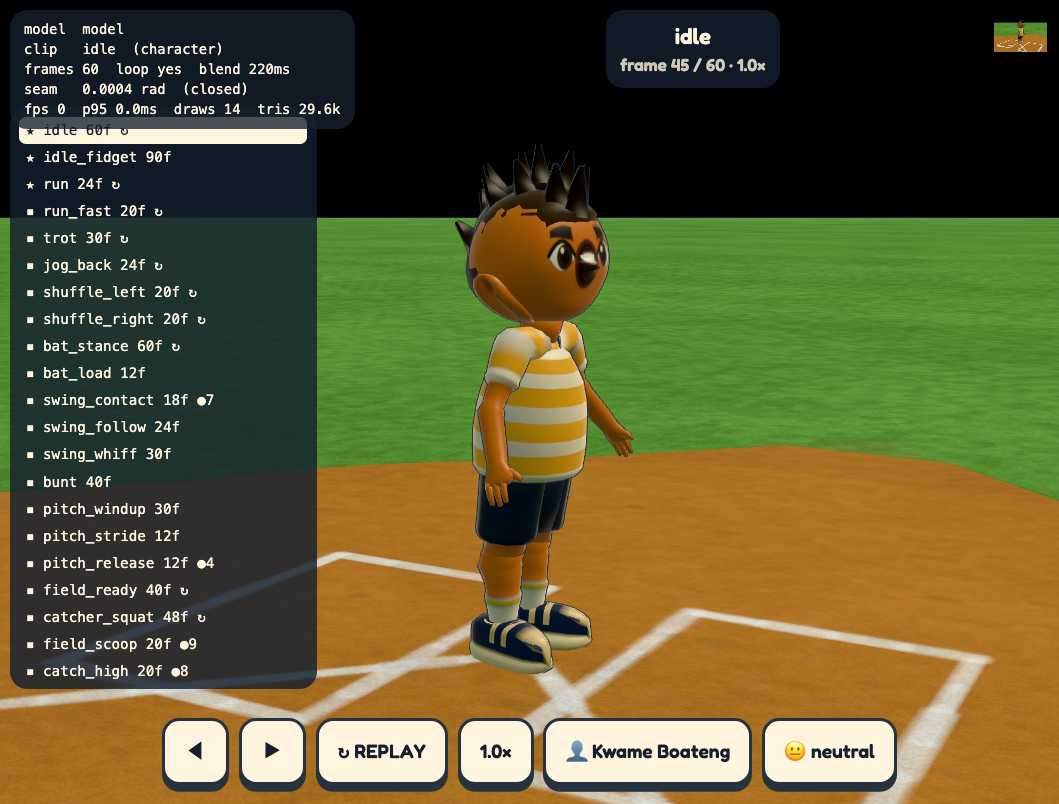 model model
clip idle (character)
frames 60 loop yes blend 220ms
seam 0.0004 rad (closed)
fps 0 p95 0.0ms draws 14 tris 29.6k
★ idle 60f ↻
★ idle_fidget 90f
★ run 24f ↻
▪ run_fast 20f ↻
▪ trot 30f ↻
▪ jog_back 24f ↻
▪ shuffle_left 20f ↻
▪ shuffle_right 20f ↻
▪ bat_stance 60f ↻
▪ bat_load 12f
▪ swing_contact 18f ●7
▪ swing_follow 24f
▪ swing_whiff 30f
▪ bunt 40f
▪ pitch_windup 30f
▪ pitch_stride 12f
▪ pitch_release 12f ●4
▪ field_ready 40f ↻
▪ catcher_squat 48f ↻
▪ field_scoop 20f ●9
▪ catch_high 20f ●8
idle
frame 45 / 60 · 1.0×
◀ ▶ ↻ REPLAY 1.0× 👤 Kwame Boateng 😐 neutral